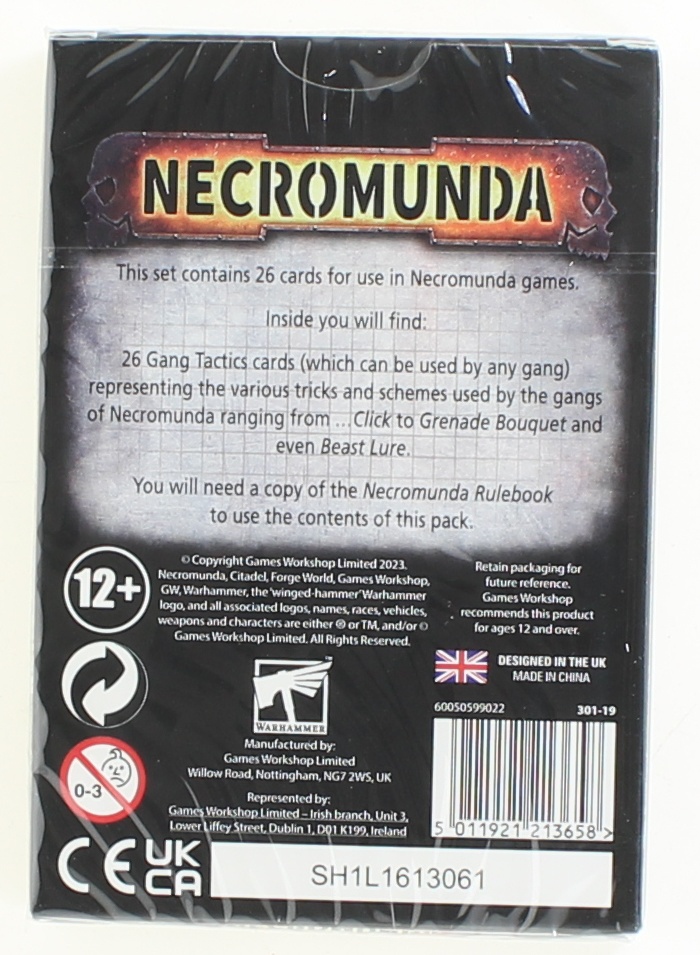 NECROMUNDA®
This set contains 26 cards for use in Necromunda games.
Inside you will find:
26 Gang Tactics cards (which can be used by any gang)
representing the various tricks and schemes used by the gangs
of Necromunda ranging from ...Click to Grenade Bouquet and
even Beast Lure.
You will need a copy of the Necromunda Rulebook
to use the contents of this pack.
12+
© Copyright Games Workshop Limited 2023.
Necromunda, Citadel, Forge World, Games Workshop,
GW, Warhammer, the 'winged-hammer' Warhammer
logo, and all associated logos, names, races, vehicles,
weapons and characters are either ® or TM, and/or ©
Games Workshop Limited. All Rights Reserved.
Retain packaging for
future reference.
Games Workshop
recommends this product
for ages 12 and over.
DESIGNED IN THE UK
MADE IN CHINA
WARHAMMER
Manufactured by:
Games Workshop Limited
Willow Road, Nottingham, NG7 2WS, UK
Represented by:
Games Workshop Limited – Irish branch, Unit 3,
Lower Liffey Street, Dublin 1, D01 K199, Ireland
60050599022 301-19
5 011921 213658 >
0-3
CE UK
CA
SH1L1613061